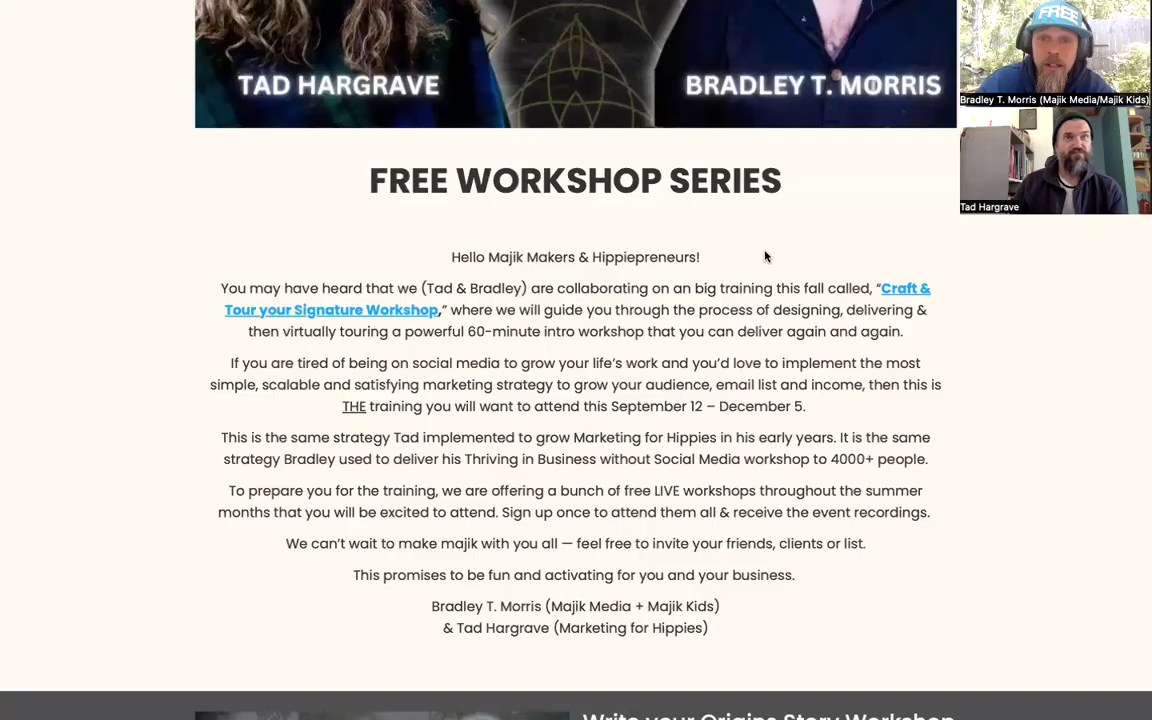 TAD HARGRAVE
BRADLEY T. MORRIS
FREE
Bradley T. Morris (Majik Media/Majik Kids)
Tad Hargrave
FREE WORKSHOP SERIES
Hello Majik Makers & Hippiepreneurs!
You may have heard that we (Tad & Bradley) are collaborating on an big training this fall called, “Craft &
Tour your Signature Workshop,” where we will guide you through the process of designing, delivering &
then virtually touring a powerful 60-minute intro workshop that you can deliver again and again.
If you are tired of being on social media to grow your life’s work and you’d love to implement the most
simple, scalable and satisfying marketing strategy to grow your audience, email list and income, then this is
THE training you will want to attend this September 12 – December 5.
This is the same strategy Tad implemented to grow Marketing for Hippies in his early years. It is the same
strategy Bradley used to deliver his Thriving in Business without Social Media workshop to 4000+ people.
To prepare you for the training, we are offering a bunch of free LIVE workshops throughout the summer
months that you will be excited to attend. Sign up once to attend them all & receive the event recordings.
We can’t wait to make majik with you all — feel free to invite your friends, clients or list.
This promises to be fun and activating for you and your business.
Bradley T. Morris (Majik Media + Majik Kids)
& Tad Hargrave (Marketing for Hippies)
Write your Origins Story Workshop